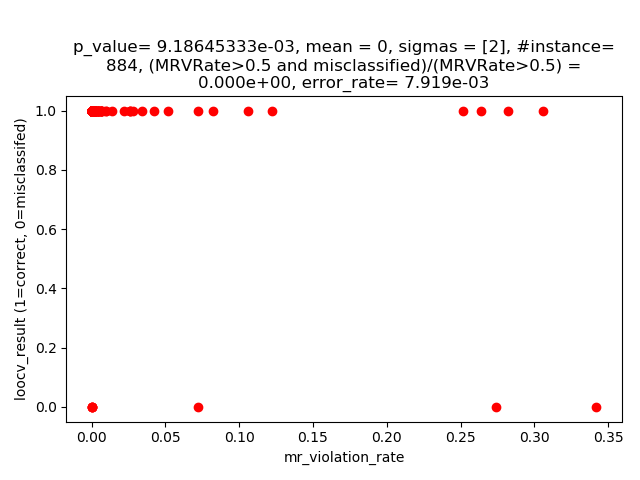 p_value= 9.18645333e-03, mean = 0, sigmas = [2], #instance=
884, (MRVRate>0.5 and misclassified)/(MRVRate>0.5) =
0.000e+00, error_rate= 7.919e-03
loocv_result (1=correct, 0=misclassifed)
1.0
0.8
0.6
0.4
0.2
0.0
0.00 0.05 0.10 0.15 0.20 0.25 0.30 0.35
mr_violation_rate